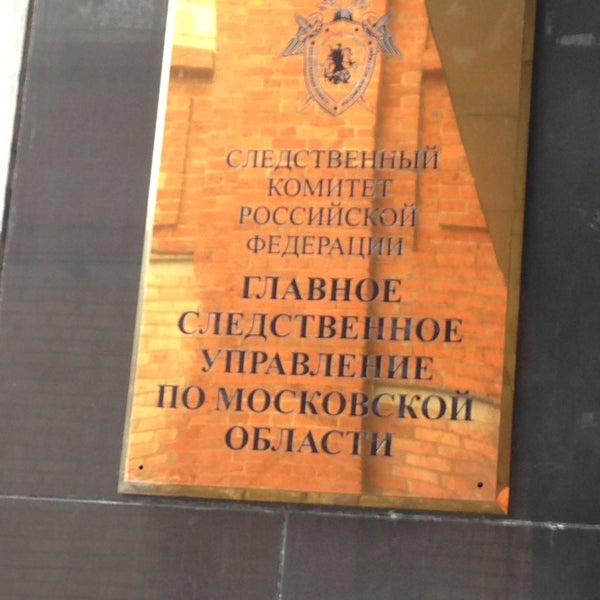 СЛЕДСТВЕННЫЙ
КОМИТЕТ
РОССИЙСКОЙ
ФЕДЕРАЦИИ
ГЛАВНОЕ
СЛЕДСТВЕННОЕ
УПРАВЛЕНИЕ
ПО МОСКОВСКОЙ
ОБЛАСТИ